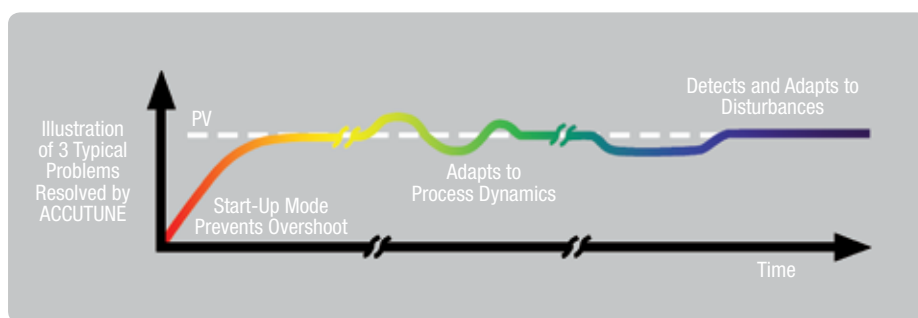 Illustration
of 3 Typical
Problems
Resolved by
ACCUTUNE
PV
Start-Up Mode
Prevents Overshoot
Adapts to
Process Dynamics
Detects and Adapts to
Disturbances
Time